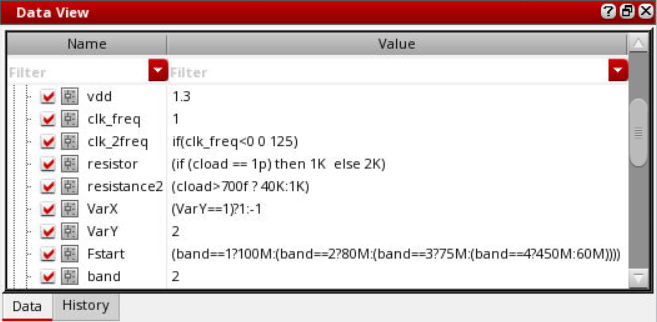 Data View
Name Value
Filter Filter
vdd 1.3
clk_freq 1
clk_2freq if(clk_freq<0 0 125)
resistor (if (cload == 1p) then 1K  else 2K)
resistance2 (cload>700f ? 40K:1K)
VarX (VarY==1)?1:-1
VarY 2
Fstart (band==1?100M:(band==2?80M:(band==3?75M:(band==4?450M:60M))))
band 2
Data History